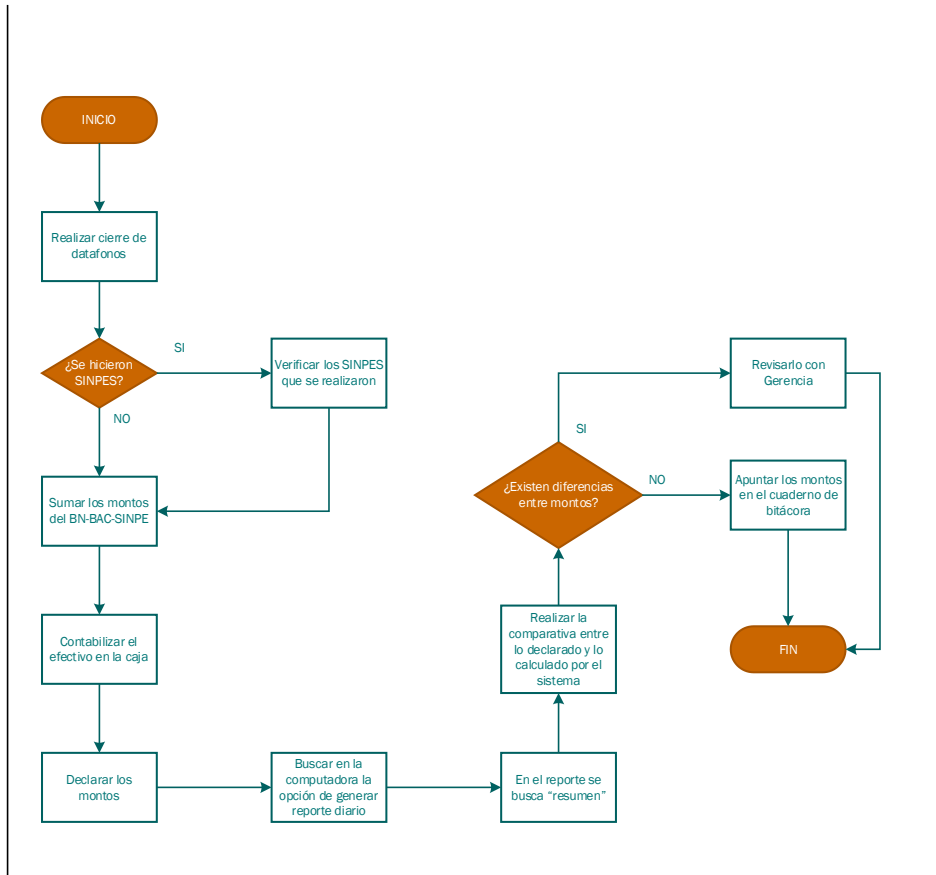 INICIO
Realizar cierre de
datafonos
¿Se hicieron
SINPES?
SI
Verificar los SINPES
que se realizaron
NO
Sumar los montos
del BN-BAC-SINPE
Contabilizar el
efectivo en la caja
Declarar los
montos
Buscar en la
computadora la
opción de generar
reporte diario
En el reporte se
busca “resumen”
Realizar la
comparativa entre
lo declarado y lo
calculado por el
sistema
¿Existen diferencias
entre montos?
SI
Revisarlo con
Gerencia
NO
Apuntar los montos
en el cuaderno de
bitácora
FIN